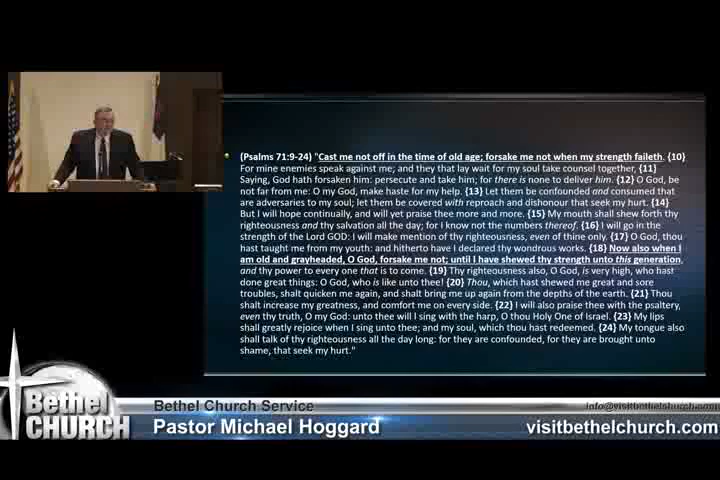 (Psalms 71:9-24) "Cast me not off in the time of old age; forsake me not when my strength faileth. {10}
For mine enemies speak against me; and they that lay wait for my soul take counsel together, {11}
Saying, God hath forsaken him: persecute and take him; for there is none to deliver him. {12} O God, be
not far from me: O my God, make haste for my help. {13} Let them be confounded and consumed that
are adversaries to my soul; let them be covered with reproach and dishonour that seek my hurt. {14}
But I will hope continually, and will yet praise thee more and more. {15} My mouth shall shew forth thy
righteousness and thy salvation all the day; for I know not the numbers thereof. {16} I will go in the
strength of the Lord GOD: I will make mention of thy righteousness, even of thine only. {17} O God, thou
hast taught me from my youth: and hitherto have I declared thy wondrous works. {18} Now also when I
am old and grayheaded, O God, forsake me not; until I have shewed thy strength unto this generation,
and thy power to every one that is to come. {19} Thy righteousness also, O God, is very high, who hast
done great things: O God, who is like unto thee! {20} Thou, which hast shewed me great and sore
troubles, shalt quicken me again, and shalt bring me up again from the depths of the earth. {21} Thou
shalt increase my greatness, and comfort me on every side. {22} I will also praise thee with the psaltery,
even thy truth, O my God: unto thee will I sing with the harp, O thou Holy One of Israel. {23} My lips
shall greatly rejoice when I sing unto thee; and my soul, which thou hast redeemed. {24} My tongue also
shall talk of thy righteousness all the day long: for they are confounded, for they are brought unto
shame, that seek my hurt."
Bethel
CHURCH
Bethel Church Service
info@visitbethelchurch.com
Pastor Michael Hoggard
visitbethelchurch.com